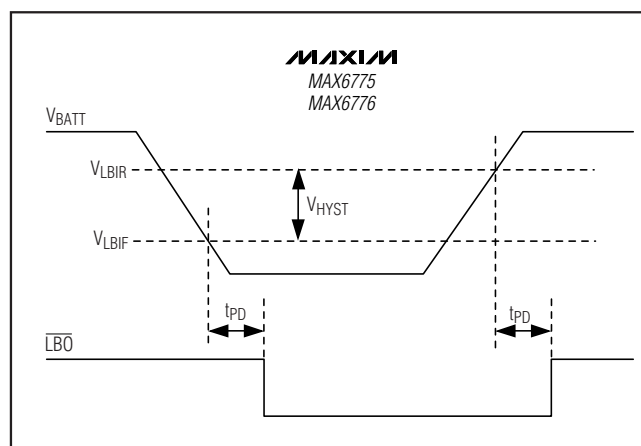 MAXIM
MAX6775
MAX6776
VBATT
VLBIR
VHYST
VLBIF
tPD
tPD
LBO